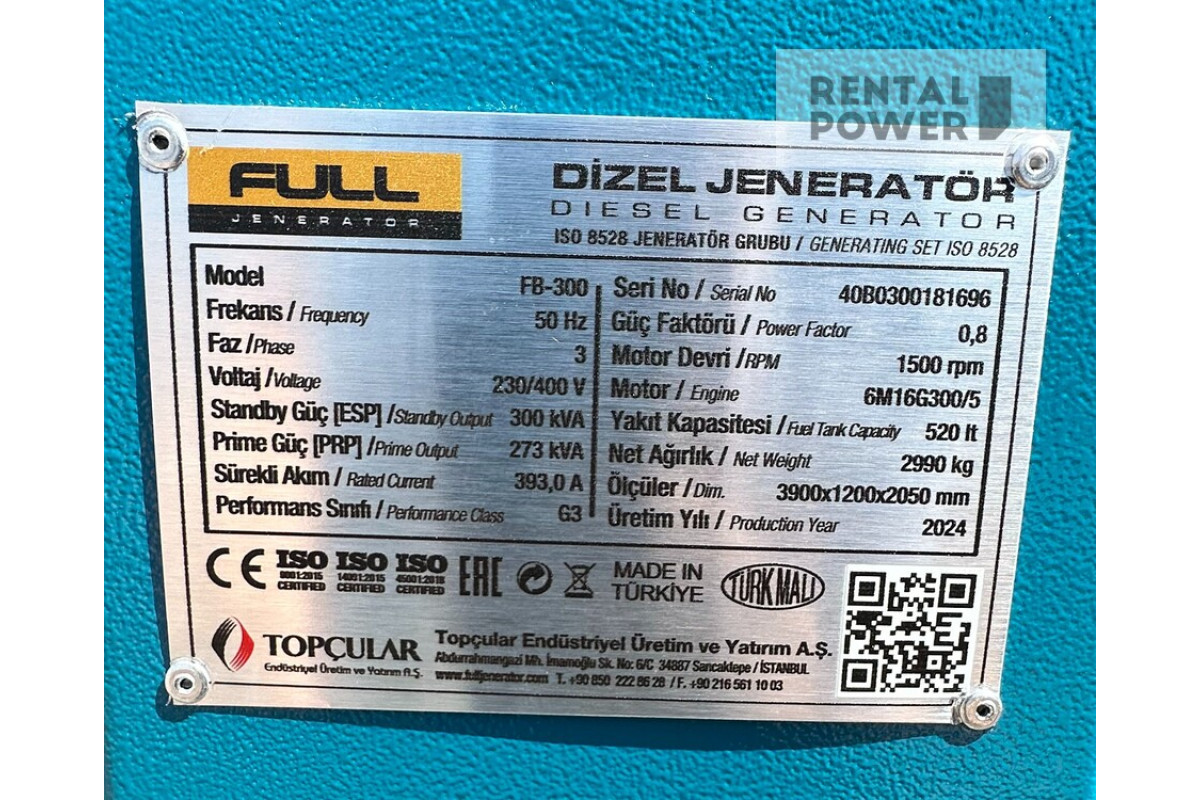 RENTAL
POWER
FULL
JENERATOR
DİZEL JENERATÖR
DIESEL GENERATOR
ISO 8528 JENERATÖR GRUBU / GENERATING SET ISO 8528
Model FB-300
Frekans / Frequency 50 Hz
Faz /Phase 3
Voltaj /Voltage 230/400 V
Standby Güç [ESP] /Standby Output 300 kVA
Prime Güç [PRP] /Prime Output 273 kVA
Sürekli Akım / Rated Current 393,0 A
Performans Sınıfı / Performance Class G3
Seri No / Serial No 40B0300181696
Güç Faktörü / Power Factor 0,8
Motor Devri /RPM 1500 rpm
Motor / Engine 6M16G300/5
Yakıt Kapasitesi / Fuel Tank Capacity 520 lt
Net Ağırlık / Net Weight 2990 kg
Ölçüler / Dim. 3900x1200x2050 mm
Üretim Yılı / Production Year 2024
CE ISO 9001:2015 CERTIFIED ISO 14001:2015 CERTIFIED ISO 45001:2018 CERTIFIED EAC MADE IN TÜRKİYE TÜRK MALI
TOPÇULAR
Endüstriyel Üretim ve Yatırım A.Ş.
Topçular Endüstriyel Üretim ve Yatırım A.Ş.
Abdurrahmangazi Mh. İmamoğlu Sk. No: 6/C 34887 Sancaktepe / İSTANBUL
www.fulljenerator.com T. +90 850 222 86 28 / F. +90 216 561 10 03